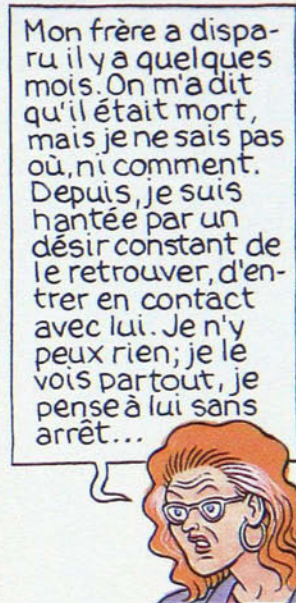 Mon frère a dispa-
ru il y a quelques
mois. On m'a dit
qu'il était mort,
mais je ne sais pas
où, ni comment.
Depuis, je suis
hantée par un
désir constant de
le retrouver, d'en-
trer en contact
avec lui. Je n'y
peux rien; je le
vois partout, je
pense à lui sans
arrêt...